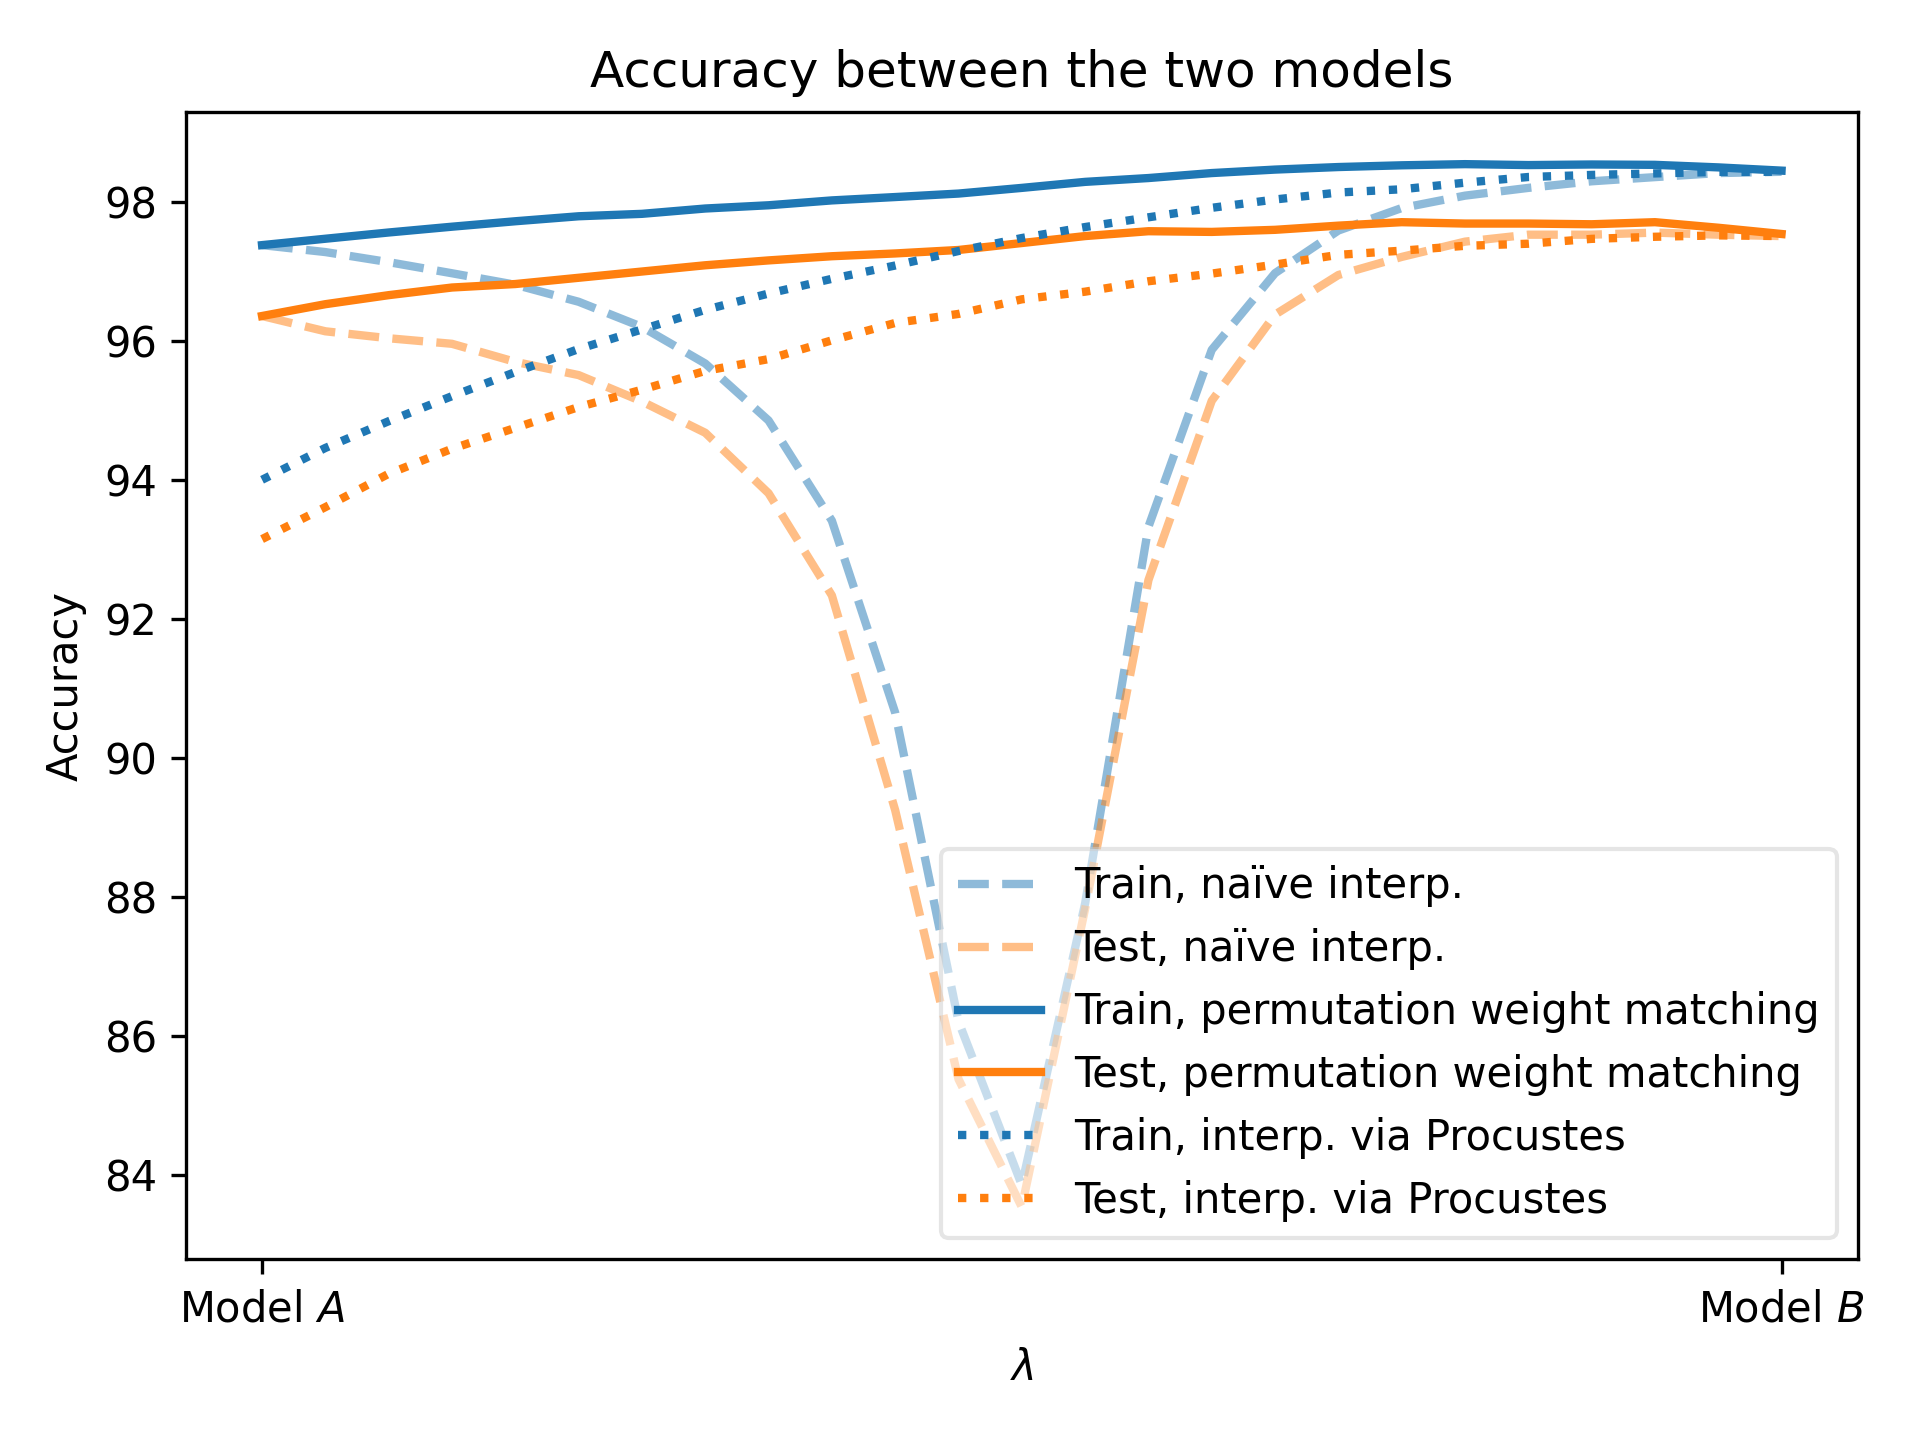 Accuracy between the two models
Accuracy
98
96
94
92
90
88
86
84
Train, naïve interp.
Test, naïve interp.
Train, permutation weight matching
Test, permutation weight matching
Train, interp. via Procustes
Test, interp. via Procustes
Model A
Model B
λ